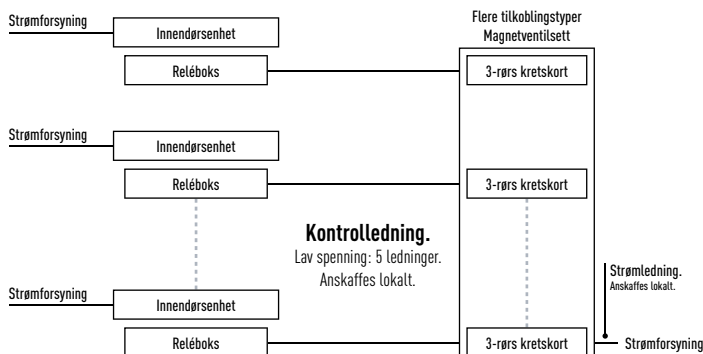 Flere tilkoblingstyper
Magnetventilsett
Strømforsyning
Innendørsenhet
Reléboks
3-rørs kretskort
Strømforsyning
Innendørsenhet
Reléboks
3-rørs kretskort
Kontrolledning.
Lav spenning: 5 ledninger.
Anskaffes lokalt.
Strømledning.
Anskaffes lokalt.
Strømforsyning
Innendørsenhet
Reléboks
3-rørs kretskort
Strømforsyning